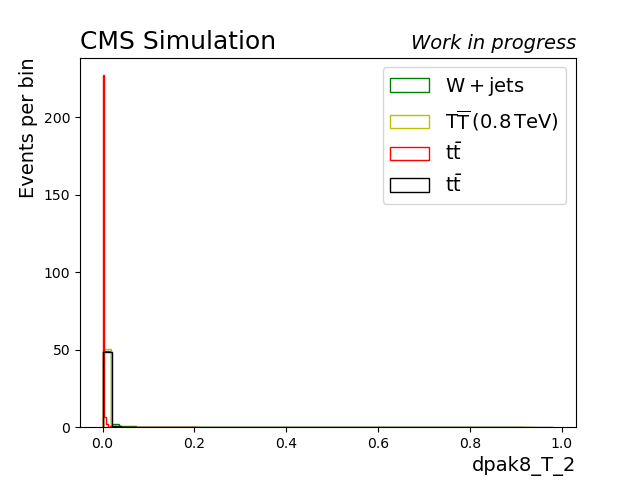 CMS Simulation
Work in progress
Events per bin
W + jets
TT̅ (0.8 TeV)
tt̄
tt̄
200
150
100
50
0
0.0 0.2 0.4 0.6 0.8 1.0
dpak8_T_2